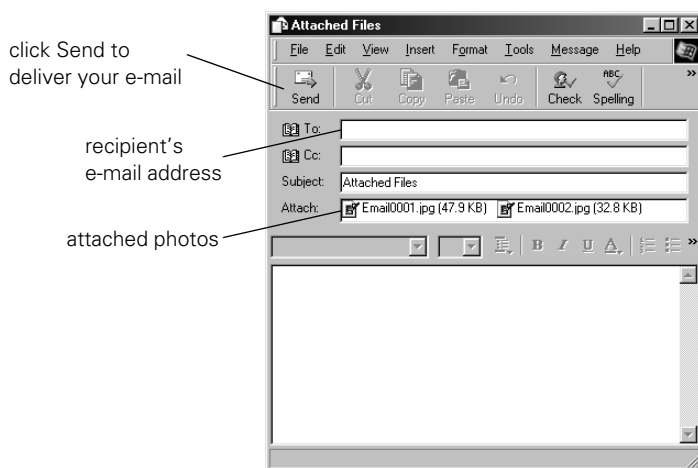 Attached Files
click Send to
deliver your e-mail
File Edit View Insert Format Tools Message Help
ABC
Send Cut Copy Paste Undo Check Spelling »
To:
recipient's
e-mail address
Cc:
Subject: Attached Files
Attach: Email0001.jpg (47.9 KB) Email0002.jpg (32.8 KB)
attached photos
B I U A »